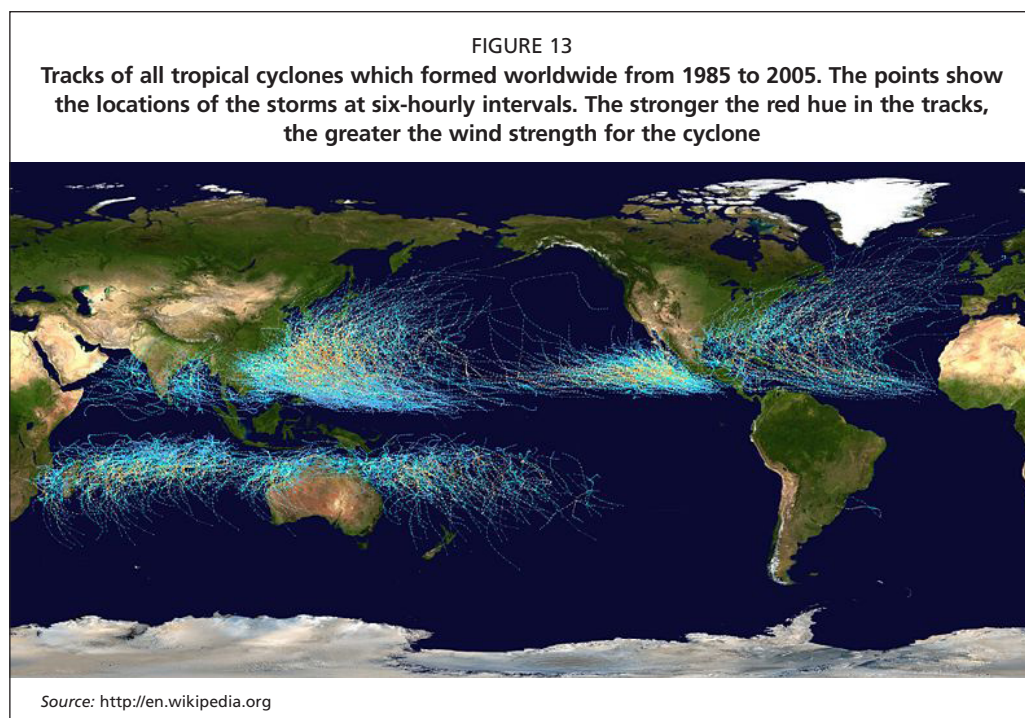 FIGURE 13
Tracks of all tropical cyclones which formed worldwide from 1985 to 2005. The points show
the locations of the storms at six-hourly intervals. The stronger the red hue in the tracks,
the greater the wind strength for the cyclone
Source: http://en.wikipedia.org